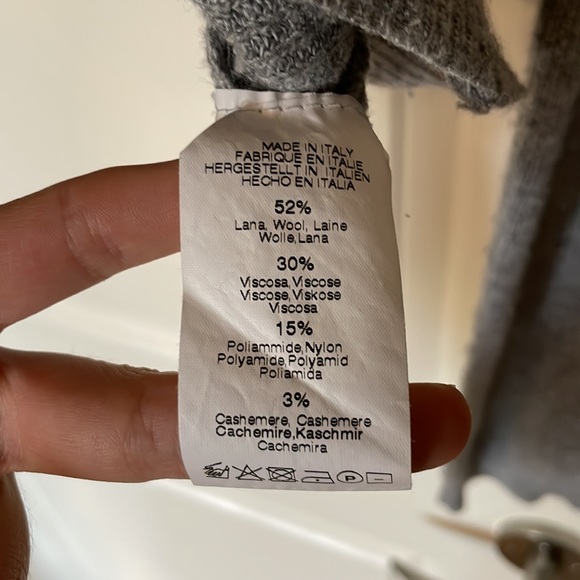 MADE IN ITALY
FABRIQUE EN ITALIE
HERGESTELLT IN ITALIEN
HECHO EN ITALIA
52%
Lana, Wool, Laine
Wolle,Lana
30%
Viscosa,Viscose
Viscose,Viskose
Viscosa
15%
Poliammide,Nylon
Polyamide,Polyamid
Poliamida
3%
Cashemere, Cashemere
Cachemire,Kaschmir
Cachemira
P